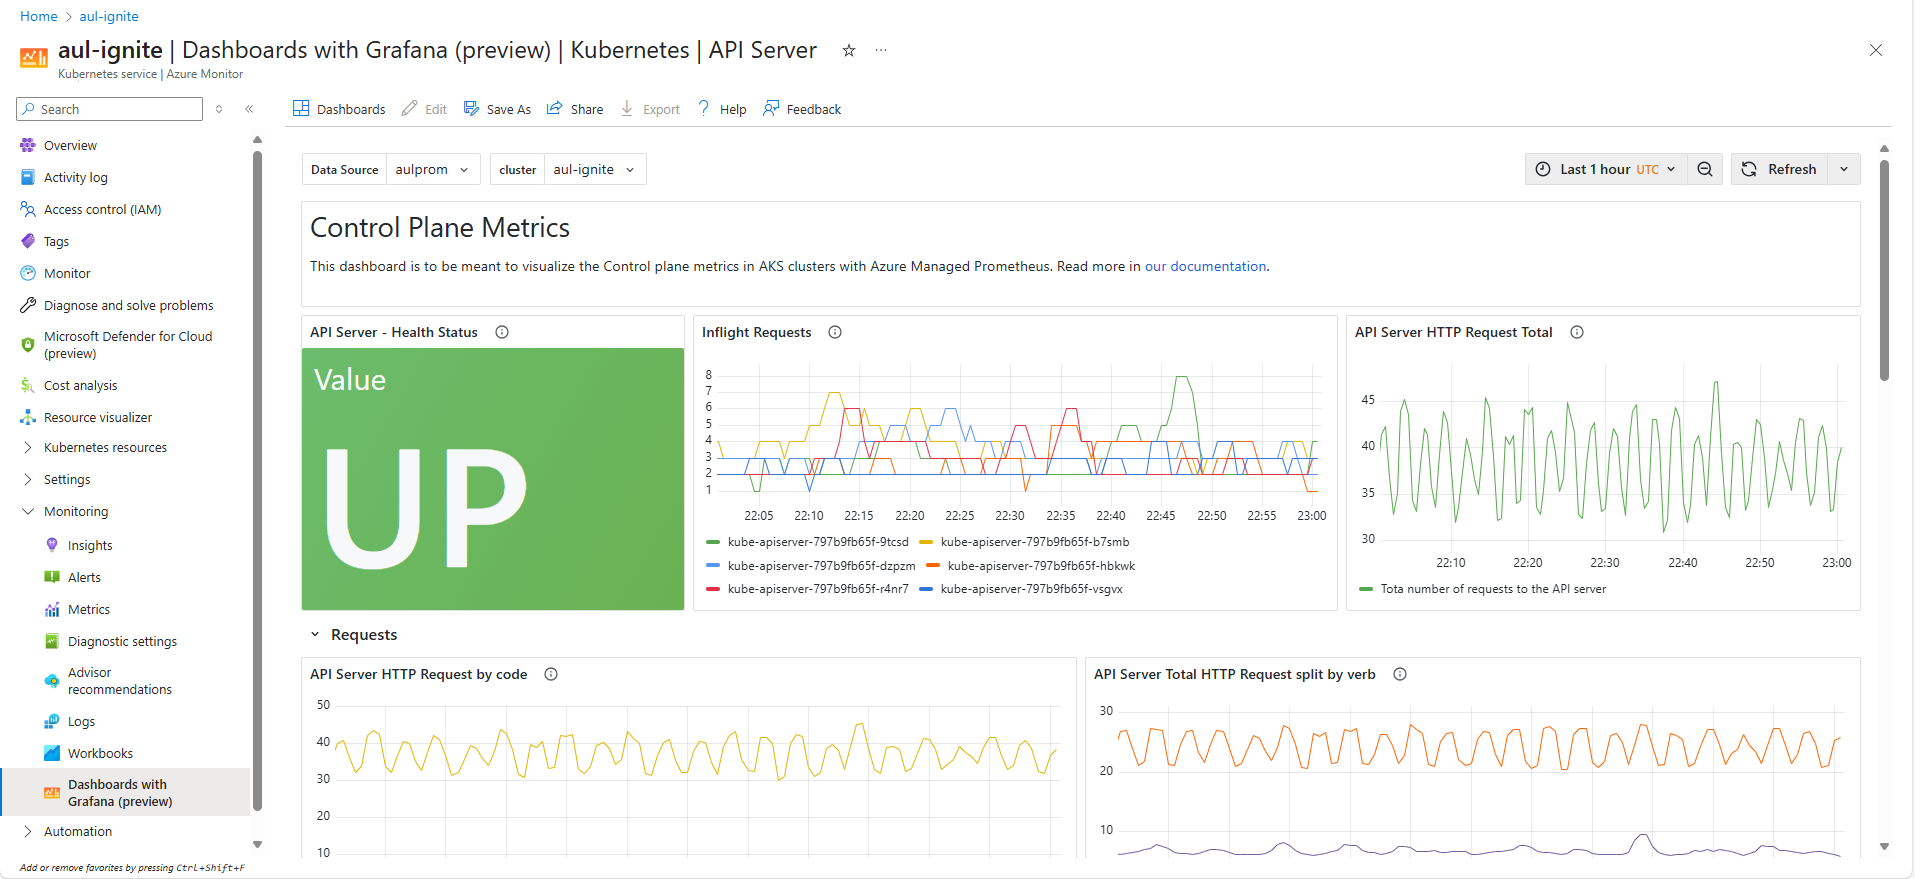 Home > aul-ignite
aul-ignite | Dashboards with Grafana (preview) | Kubernetes | API Server
Kubernetes service | Azure Monitor
Search
Dashboards Edit Save As Share Export Help Feedback
Overview
Activity log
Access control (IAM)
Tags
Monitor
Diagnose and solve problems
Microsoft Defender for Cloud
(preview)
Cost analysis
Resource visualizer
Kubernetes resources
Settings
Monitoring
Insights
Alerts
Metrics
Diagnostic settings
Advisor
recommendations
Logs
Workbooks
Dashboards with
Grafana (preview)
Automation
Add or remove favorites by pressing Ctrl+Shift+F
Data Source aulprom cluster aul-ignite
Last 1 hour UTC Refresh
Control Plane Metrics
This dashboard is to be meant to visualize the Control plane metrics in AKS clusters with Azure Managed Prometheus. Read more in our documentation.
API Server - Health Status
Value
UP
Inflight Requests
8
7
6
5
4
3
2
1
22:05 22:10 22:15 22:20 22:25 22:30 22:35 22:40 22:45 22:50 22:55 23:00
kube-apiserver-797b9fb65f-9tcsd kube-apiserver-797b9fb65f-b7smb
kube-apiserver-797b9fb65f-dzpzm kube-apiserver-797b9fb65f-hbkwk
kube-apiserver-797b9fb65f-r4nr7 kube-apiserver-797b9fb65f-vsgvx
API Server HTTP Request Total
45
40
35
30
22:10 22:20 22:30 22:40 22:50 23:00
Tota number of requests to the API server
Requests
API Server HTTP Request by code
50
40
30
20
10
API Server Total HTTP Request split by verb
30
20
10